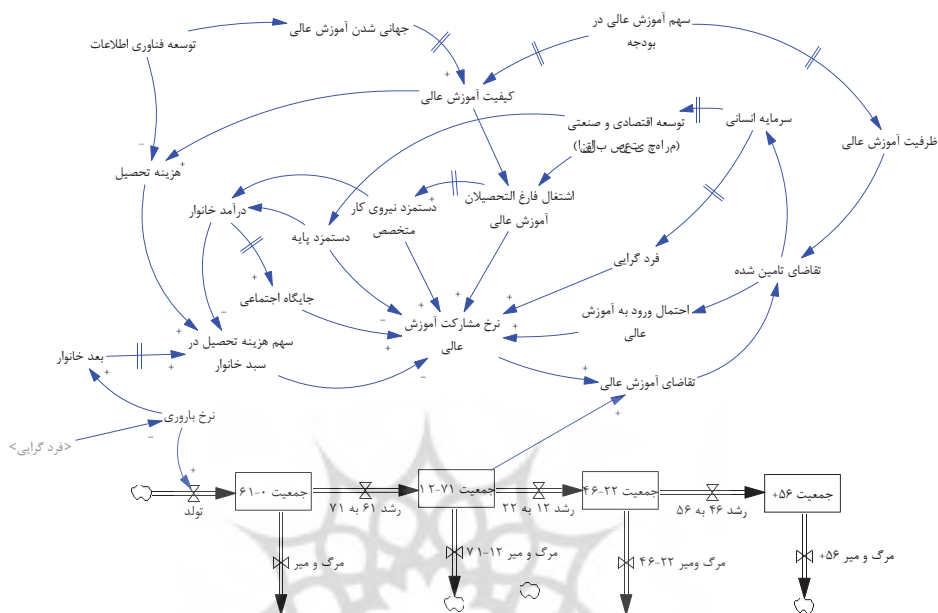 سهم آموزش عالی در
بودجه
جهانی شدن آموزش عالی
توسعه فناوری اطلاعات
کیفیت آموزش عالی
سرمایه انسانی
توسعه اقتصادی و صنعتی
ظرفیت آموزش عالی
هزینه تحصیل
اشتغال فارغ التحصیلان
آموزش عالی
دستمزد نیروی کار
متخصص
درآمد خانوار
دستمزد پایه
فرد گرایی
تقاضای تامین شده
جایگاه اجتماعی
احتمال ورود به آموزش
عالی
نرخ مشارکت آموزش
عالی
سهم هزینه تحصیل در
سبد خانوار
بعد خانوار
تقاضای آموزش عالی
نرخ باروری
<فرد گرایی>
جمعیت ۰-۶۱
جمعیت ۷۱-۱۲
جمعیت ۲۲-۴۶
جمعیت ۵۶+
تولد
رشد ۶۱ به ۷۱
رشد ۱۲ به ۲۲
رشد ۴۶ به ۵۶
مرگ و میر
مرگ و میر ۱۲-۷۱
مرگ ومیر ۲۲-۴۶
مرگ و میر ۵۶+